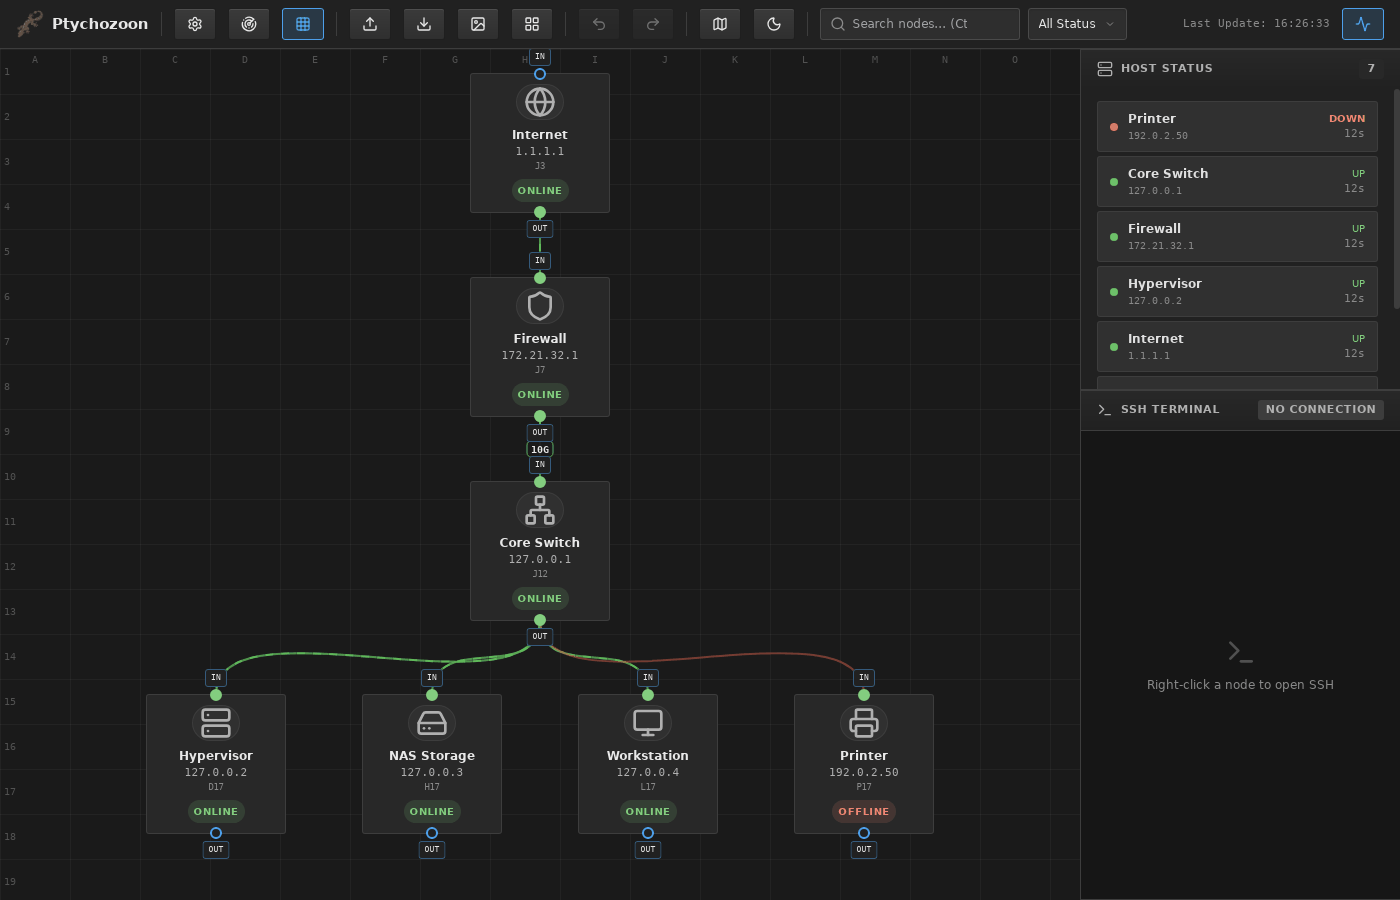 Ptychozoon
Search nodes... (Ct
All Status
Last Update: 16:26:33
A B C D E F G H I J K L M N O
1
2
3
4
5
6
7
8
9
10
11
12
13
14
15
16
17
18
19
IN
Internet
1.1.1.1
J3
ONLINE
OUT
IN
Firewall
172.21.32.1
J7
ONLINE
OUT
10G
IN
Core Switch
127.0.0.1
J12
ONLINE
OUT
IN
Hypervisor
127.0.0.2
D17
ONLINE
OUT
IN
NAS Storage
127.0.0.3
H17
ONLINE
OUT
IN
Workstation
127.0.0.4
L17
ONLINE
OUT
IN
Printer
192.0.2.50
P17
OFFLINE
OUT
HOST STATUS 7
Printer DOWN
192.0.2.50 12s
Core Switch UP
127.0.0.1 12s
Firewall UP
172.21.32.1 12s
Hypervisor UP
127.0.0.2 12s
Internet UP
1.1.1.1 12s
SSH TERMINAL NO CONNECTION
Right-click a node to open SSH